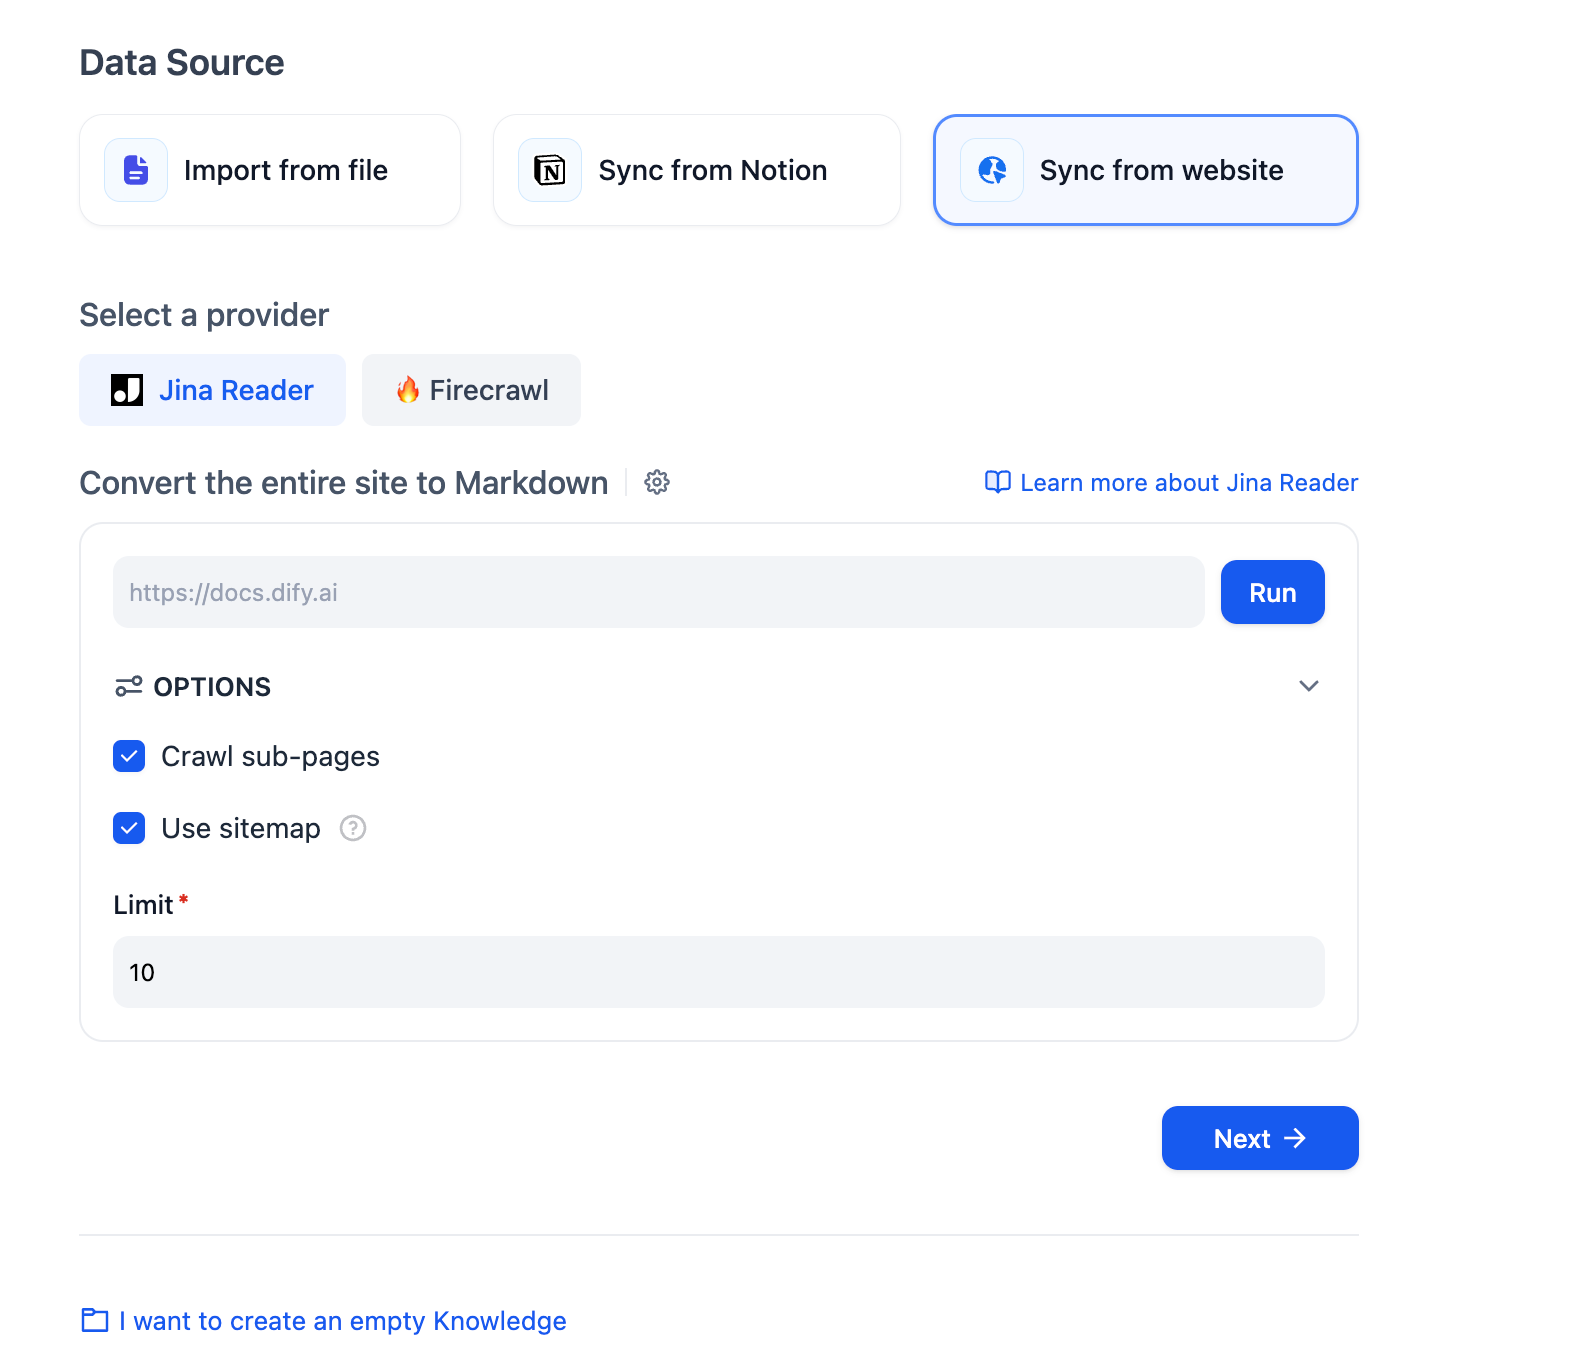 Data Source
Import from file
Sync from Notion
Sync from website
Select a provider
Jina Reader
Firecrawl
Convert the entire site to Markdown
Learn more about Jina Reader
https://docs.dify.ai
Run
OPTIONS
Crawl sub-pages
Use sitemap
Limit*
10
Next →
I want to create an empty Knowledge